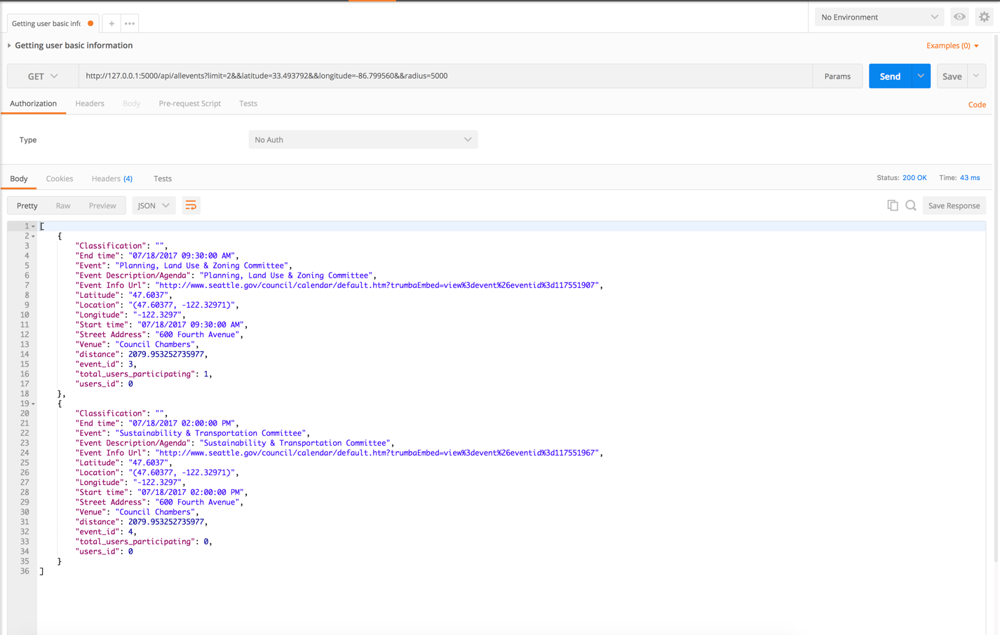 Getting user basic info
+
•••
No Environment
Getting user basic information
Examples (0)
GET
http://127.0.0.1:5000/api/allevents?limit=2&&latitude=33.493792&&longitude=-86.799560&&radius=5000
Params
Send
Save
Authorization
Headers
Body
Pre-request Script
Tests
Code
Type
No Auth
Body
Cookies
Headers (4)
Tests
Status: 200 OK
Time: 43 ms
Pretty
Raw
Preview
JSON
Save Response
1 [
2 {
3 "Classification": "",
4 "End time": "07/18/2017 09:30:00 AM",
5 "Event": "Planning, Land Use & Zoning Committee",
6 "Event Description/Agenda": "Planning, Land Use & Zoning Committee",
7 "Event Info Url": "http://www.seattle.gov/council/calendar/default.htm?trumbaEmbed=view%3devent%26eventid%3d117551907",
8 "Latitude": "47.6037",
9 "Location": "(47.60377, -122.32971)",
10 "Longitude": "-122.3297",
11 "Start time": "07/18/2017 09:30:00 AM",
12 "Street Address": "600 Fourth Avenue",
13 "Venue": "Council Chambers",
14 "distance": 2079.953252735977,
15 "event_id": 3,
16 "total_users_participating": 1,
17 "users_id": 0
18 },
19 {
20 "Classification": "",
21 "End time": "07/18/2017 02:00:00 PM",
22 "Event": "Sustainability & Transportation Committee",
23 "Event Description/Agenda": "Sustainability & Transportation Committee",
24 "Event Info Url": "http://www.seattle.gov/council/calendar/default.htm?trumbaEmbed=view%3devent%26eventid%3d117551967",
25 "Latitude": "47.6037",
26 "Location": "(47.60377, -122.32971)",
27 "Longitude": "-122.3297",
28 "Start time": "07/18/2017 02:00:00 PM",
29 "Street Address": "600 Fourth Avenue",
30 "Venue": "Council Chambers",
31 "distance": 2079.953252735977,
32 "event_id": 4,
33 "total_users_participating": 0,
34 "users_id": 0
35 }
36 ]